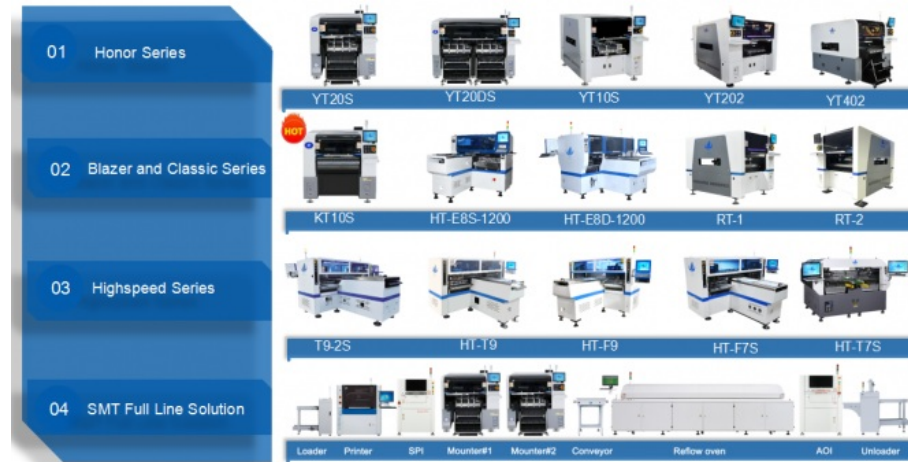 01 Honor Series
YT20S YT20DS YT10S YT202 YT402
HOT
02 Blazer and Classic Series
KT10S HT-E8S-1200 HT-E8D-1200 RT-1 RT-2
03 Highspeed Series
T9-2S HT-T9 HT-F9 HT-F7S HT-T7S
04 SMT Full Line Solution
Loader Printer SPI Mounter#1 Mounter#2 Conveyor Reflow oven AOI Unloader